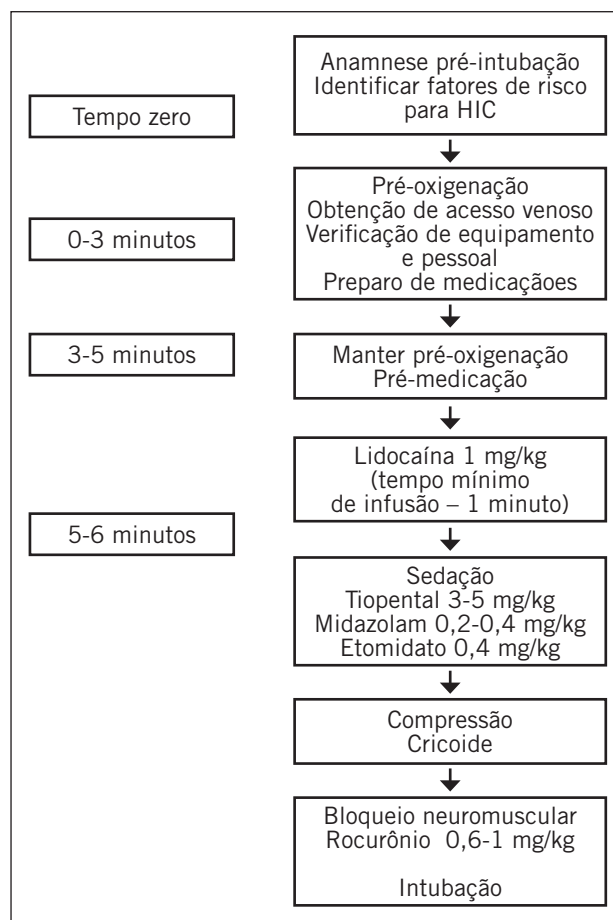 Tempo zero
Anamnese pré-intubação
Identificar fatores de risco
para HIC
0-3 minutos
Pré-oxigenação
Obtenção de acesso venoso
Verificação de equipamento
e pessoal
Preparo de medicaçãoes
3-5 minutos
Manter pré-oxigenação
Pré-medicação
5-6 minutos
Lidocaína 1 mg/kg
(tempo mínimo
de infusão – 1 minuto)
Sedação
Tiopental 3-5 mg/kg
Midazolam 0,2-0,4 mg/kg
Etomidato 0,4 mg/kg
Compressão
Cricoide
Bloqueio neuromuscular
Rocurônio 0,6-1 mg/kg
Intubação